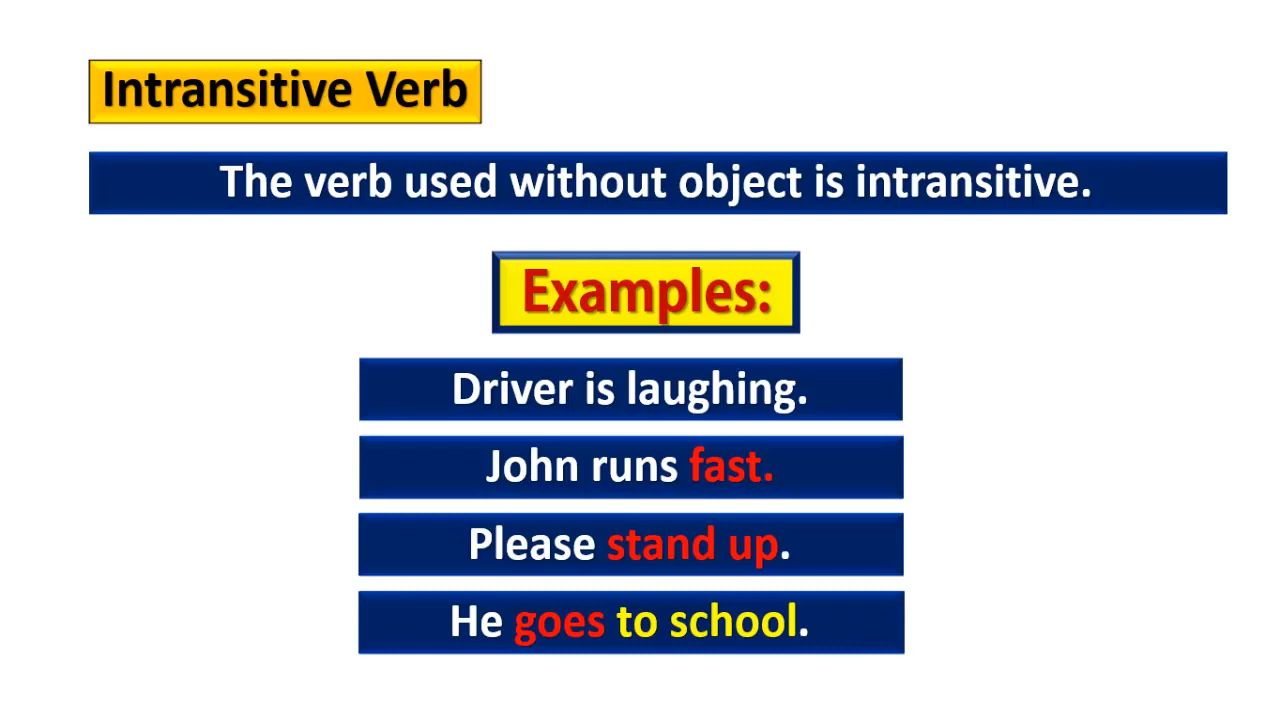 Intransitive Verb
The verb used without object is intransitive.
Examples:
Driver is laughing.
John runs fast.
Please stand up.
He goes to school.